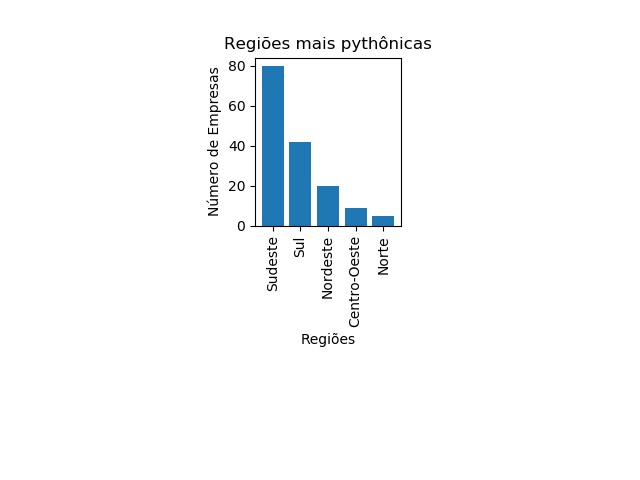 Regiões mais pythônicas
Número de Empresas
80
60
40
20
0
Sudeste
Sul
Nordeste
Centro-Oeste
Norte
Regiões